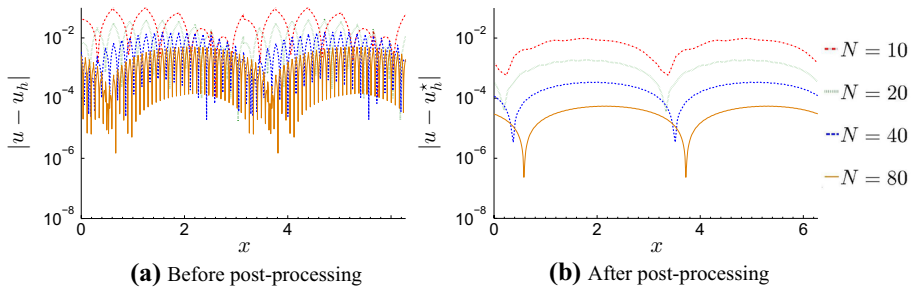 10^{-2}
10^{-4}
10^{-6}
10^{-8}
|u − u_h|
0 2 4 6
x
(a) Before post-processing
10^{-2}
10^{-4}
10^{-6}
10^{-8}
|u − u_h^⋆|
0 2 4 6
x
(b) After post-processing
N = 10
N = 20
N = 40
N = 80